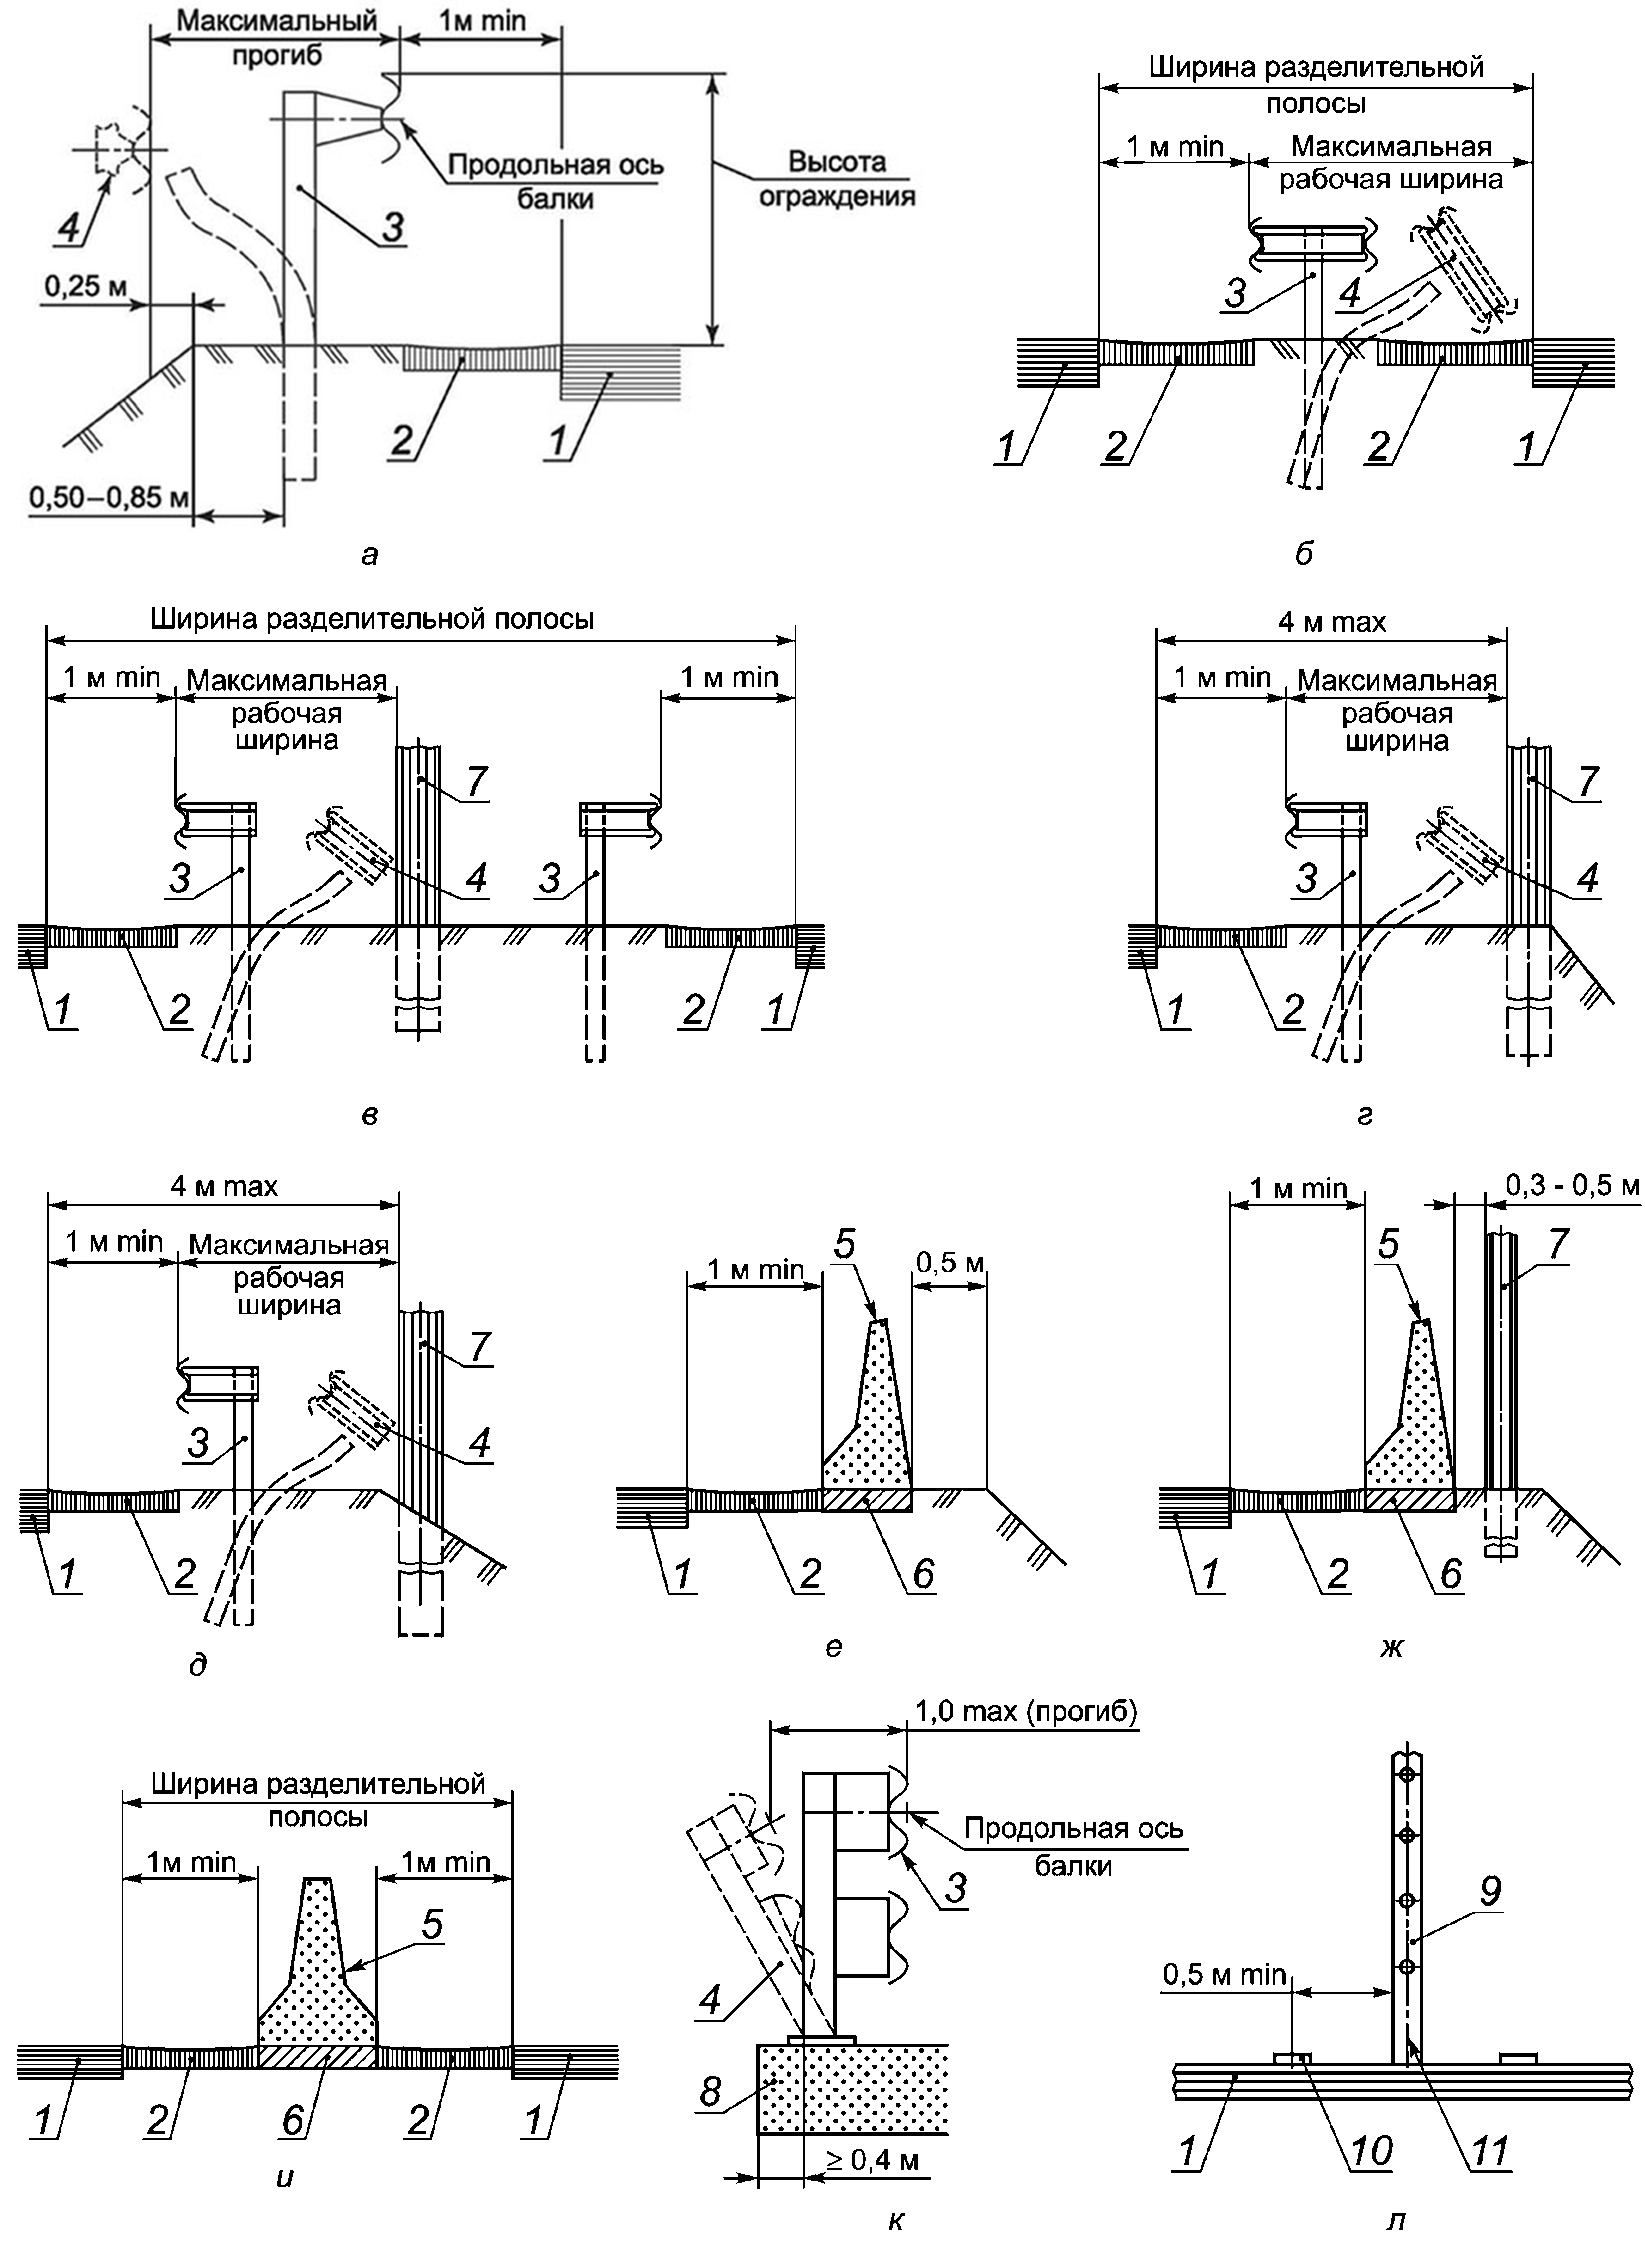 Максимальный
прогиб
1м min
4
3
Продольная ось
балки
Высота
ограждения
0,25 м
2
1
0,50–0,85 м
а
Ширина разделительной
полосы
1 м min
Максимальная
рабочая ширина
3
4
1
2
2
1
б
Ширина разделительной полосы
1 м min
Максимальная
рабочая
ширина
1 м min
7
3
4
3
1
2
2
1
в
4 м max
1 м min
Максимальная
рабочая
ширина
7
3
4
1
2
г
4 м max
1 м min
Максимальная
рабочая
ширина
7
3
4
1
2
д
5
1 м min
0,5 м
1
2
6
е
1 м min
0,3 - 0,5 м
5
7
1
2
6
ж
Ширина разделительной
полосы
1м min
1м min
5
1
2
6
2
1
и
1,0 max (прогиб)
Продольная ось
балки
3
4
8
≥ 0,4 м
к
9
0,5 м min
1
10
11
л